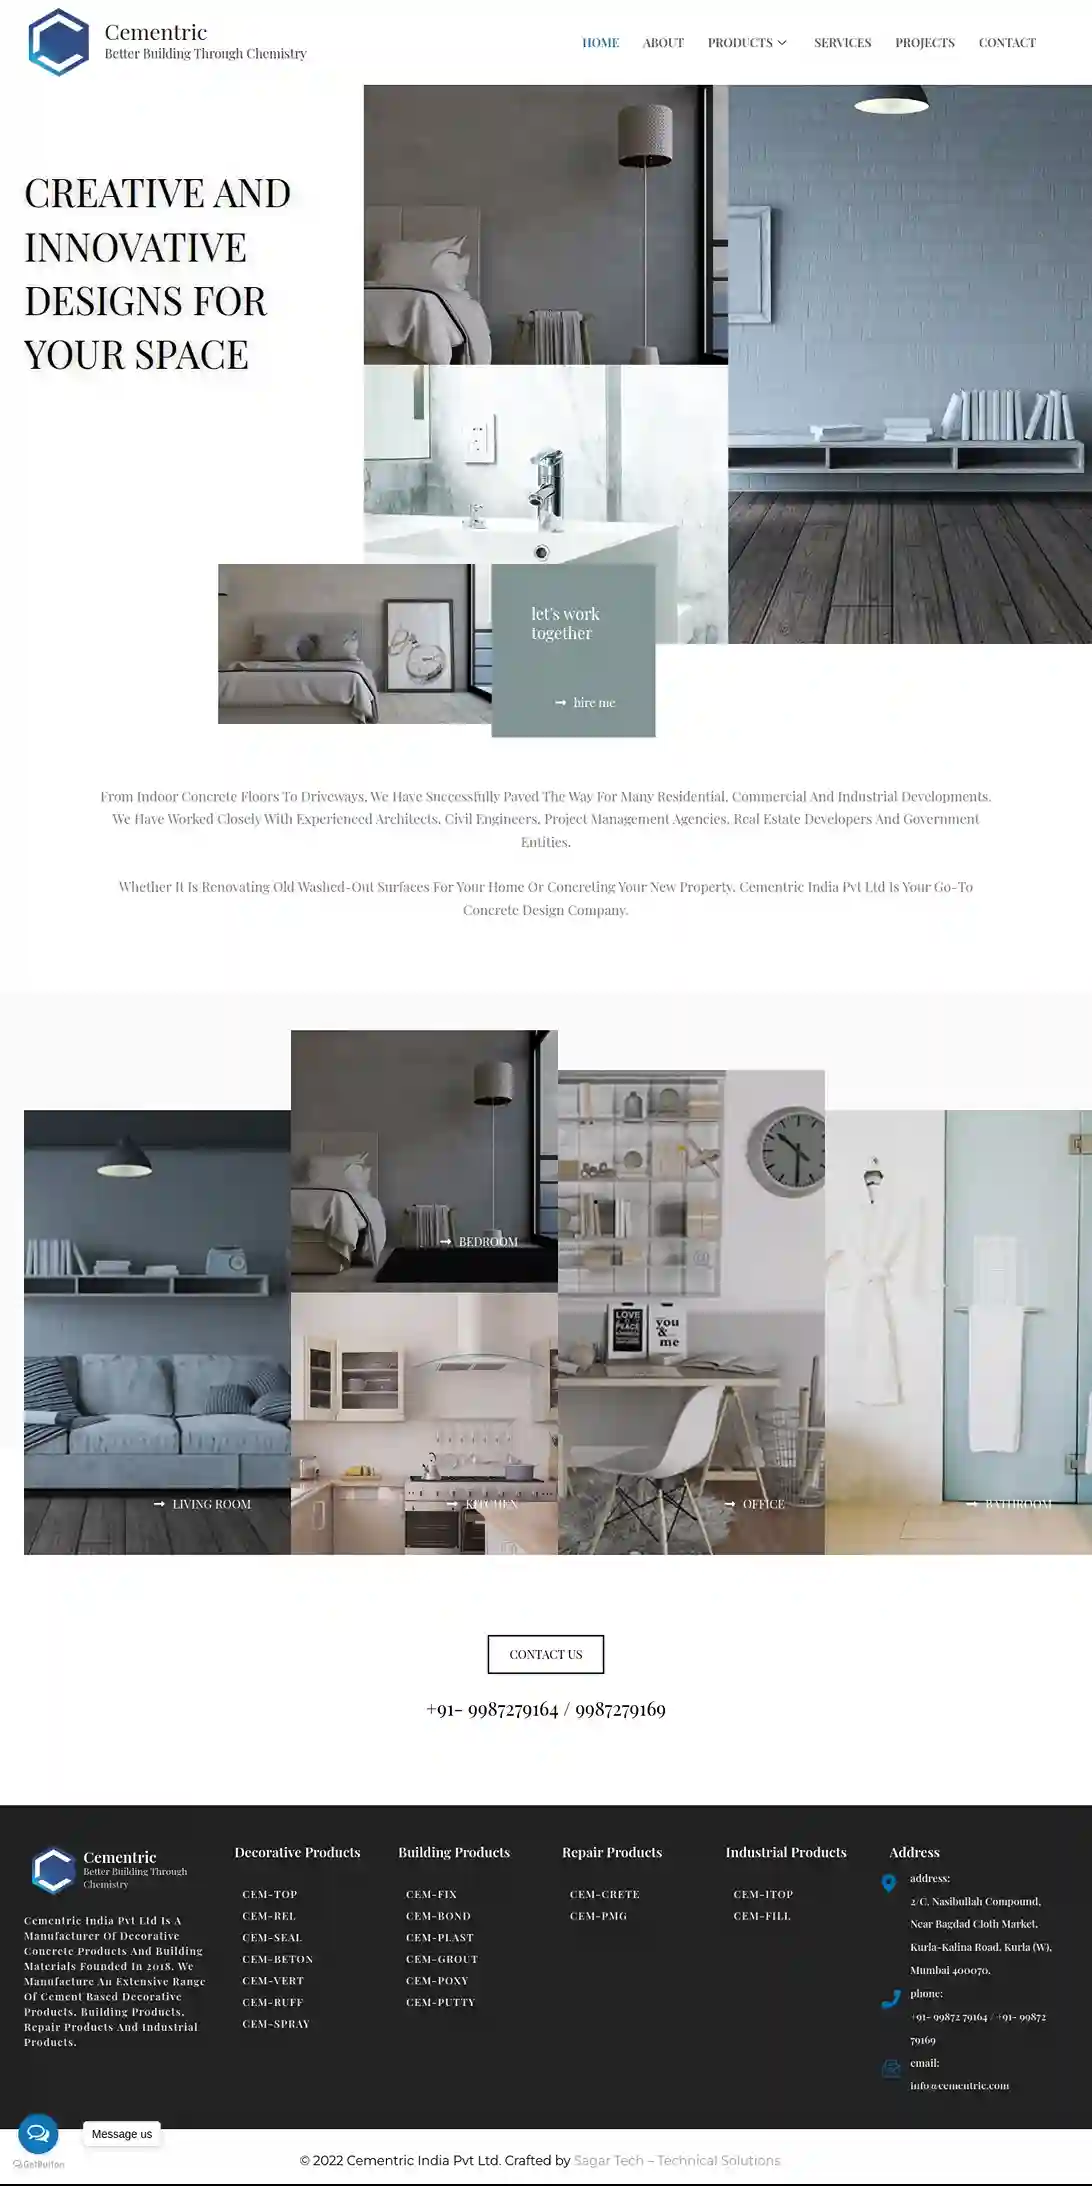 Cementric
Better Building Through Chemistry
HOME
ABOUT
PRODUCTS
SERVICES
PROJECTS
CONTACT
CREATIVE AND
INNOVATIVE
DESIGNS FOR
YOUR SPACE
let's work
together
hire me
From Indoor Concrete Floors To Driveways, We Have Successfully Paved The Way For Many Residential, Commercial And Industrial Developments.
We Have Worked Closely With Experienced Architects, Civil Engineers, Project Management Agencies, Real Estate Developers And Government
Entities.
Whether It Is Renovating Old Washed-Out Surfaces For Your Home Or Concreting Your New Property, Cementric India Pvt Ltd Is Your Go-To
Concrete Design Company.
BEDROOM
LOVE
PEACE
you
&
me
LIVING ROOM
KITCHEN
OFFICE
BATHROOM
CONTACT US
+91- 9987279164 / 9987279169
Cementric
Better Building Through
Chemistry
Cementric India Pvt Ltd Is A
Manufacturer Of Decorative
Concrete Products And Building
Materials Founded In 2018. We
Manufacture An Extensive Range
Of Cement Based Decorative
Products, Building Products,
Repair Products And Industrial
Products.
Decorative Products
CEM-TOP
CEM-REL
CEM-SEAL
CEM-BETON
CEM-VERT
CEM-RUFF
CEM-SPRAY
Building Products
CEM-FIX
CEM-BOND
CEM-PLAST
CEM-GROUT
CEM-POXY
CEM-PUTTY
Repair Products
CEM-CRETE
CEM-PMG
Industrial Products
CEM-ITOP
CEM-FILL
Address
address:
2/C, Nasibullah Compound,
Near Bagdad Cloth Market,
Kurla-Kalina Road, Kurla (W),
Mumbai 400070.
phone:
+91- 99872 79164 / +91- 99872
79169
email:
info@cementric.com
Message us
GetButton
© 2022 Cementric India Pvt Ltd. Crafted by Sagar Tech – Technical Solutions